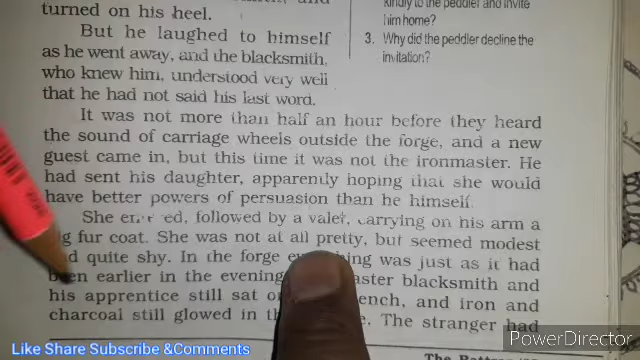 turned on his heel.
But he laughed to himself
as he went away, and the blacksmith,
who knew him, understood very well
that he had not said his last word.
kindly to the peddler and invite
him home?
3. Why did the peddler decline the
invitation?
It was not more than half an hour before they heard
the sound of carriage wheels outside the forge, and a new
guest came in, but this time it was not the ironmaster. He
had sent his daughter, apparently hoping that she would
have better powers of persuasion than he himself.
She followed by a valet, carrying on his arm a
fur coat. She was not at all pretty, but seemed modest
quite shy. In the forge was just as it had
earlier in the evening blacksmith and
his apprentice still sat and iron and
charcoal still glowed in The stranger had
Like Share Subscribe &Comments
PowerDirector